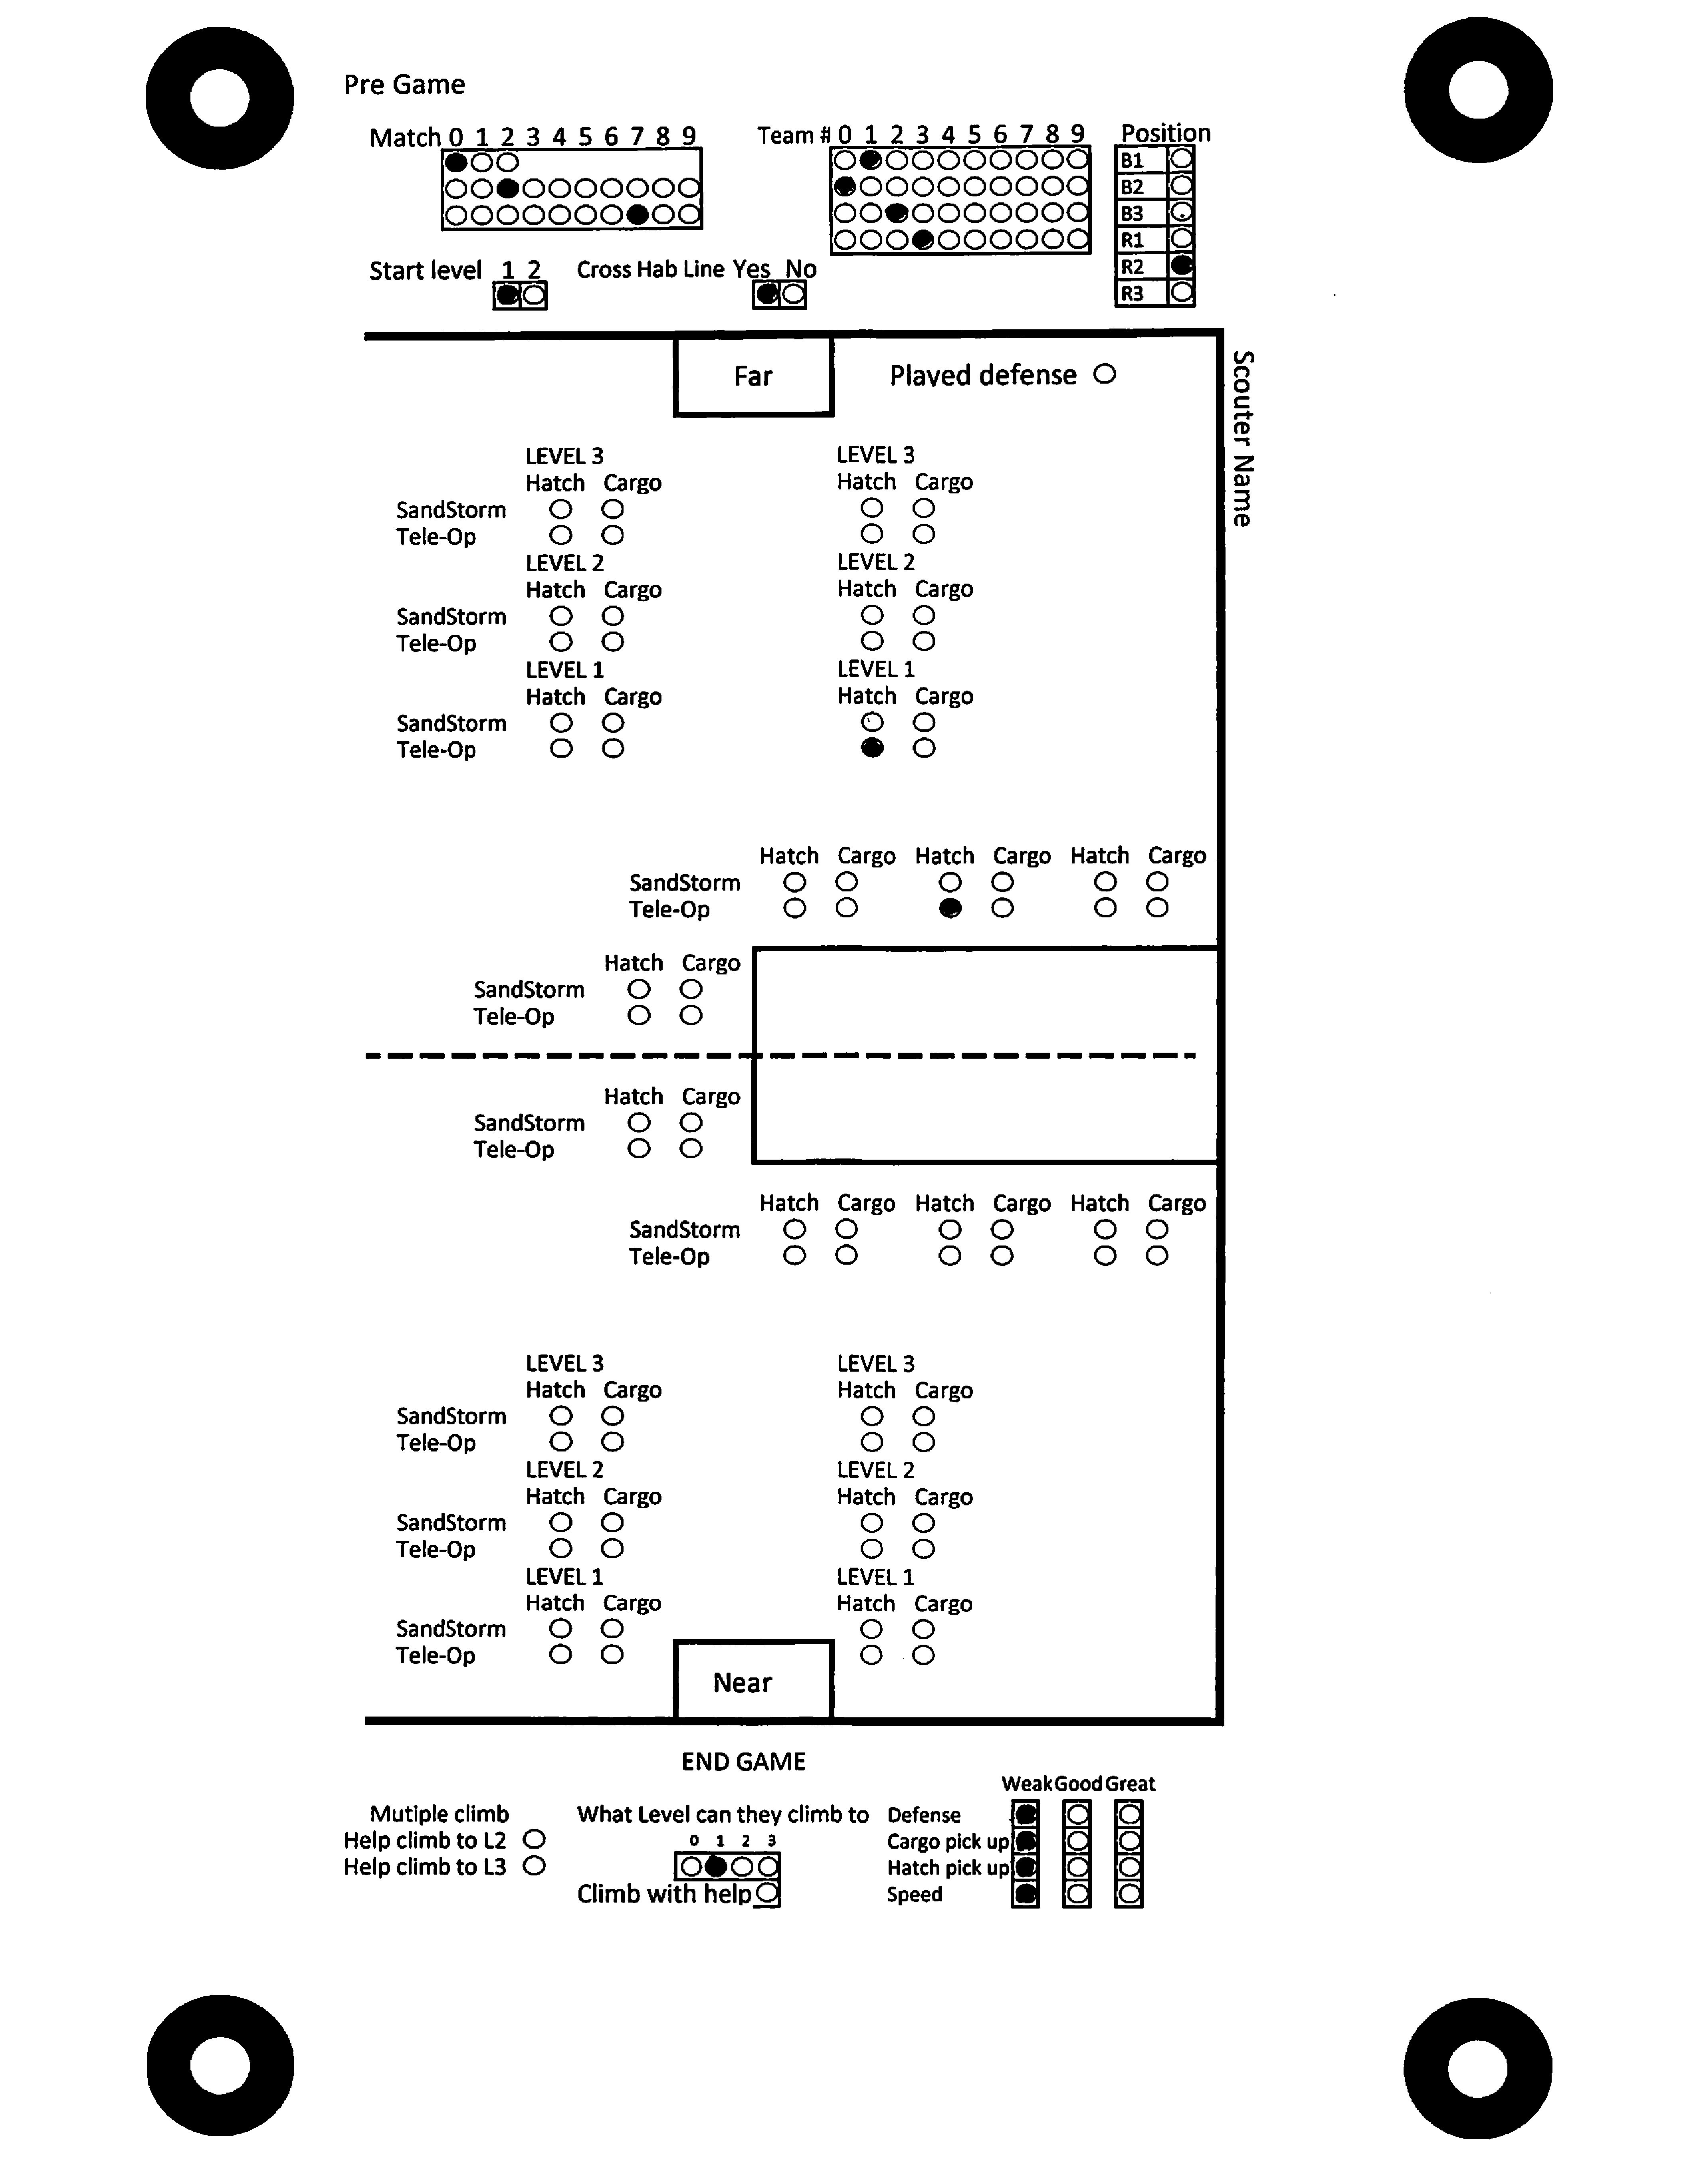 Pre Game
Match 0 1 2 3 4 5 6 7 8 9
Team # 0 1 2 3 4 5 6 7 8 9
Position
B1
B2
B3
R1
R2
R3
Start level 1 2
Cross Hab Line Yes No
Far
Played defense
Scouter Name
LEVEL 3 LEVEL 3
Hatch Cargo Hatch Cargo
SandStorm
Tele-Op
LEVEL 2 LEVEL 2
Hatch Cargo Hatch Cargo
SandStorm
Tele-Op
LEVEL 1 LEVEL 1
Hatch Cargo Hatch Cargo
SandStorm
Tele-Op
Hatch Cargo Hatch Cargo Hatch Cargo
SandStorm
Tele-Op
Hatch Cargo
SandStorm
Tele-Op
Hatch Cargo
SandStorm
Tele-Op
Hatch Cargo Hatch Cargo Hatch Cargo
SandStorm
Tele-Op
LEVEL 3 LEVEL 3
Hatch Cargo Hatch Cargo
SandStorm
Tele-Op
LEVEL 2 LEVEL 2
Hatch Cargo Hatch Cargo
SandStorm
Tele-Op
LEVEL 1 LEVEL 1
Hatch Cargo Hatch Cargo
SandStorm
Tele-Op
Near
END GAME
Mutiple climb
Help climb to L2
Help climb to L3
What Level can they climb to
0 1 2 3
Climb with help
Weak Good Great
Defense
Cargo pick up
Hatch pick up
Speed